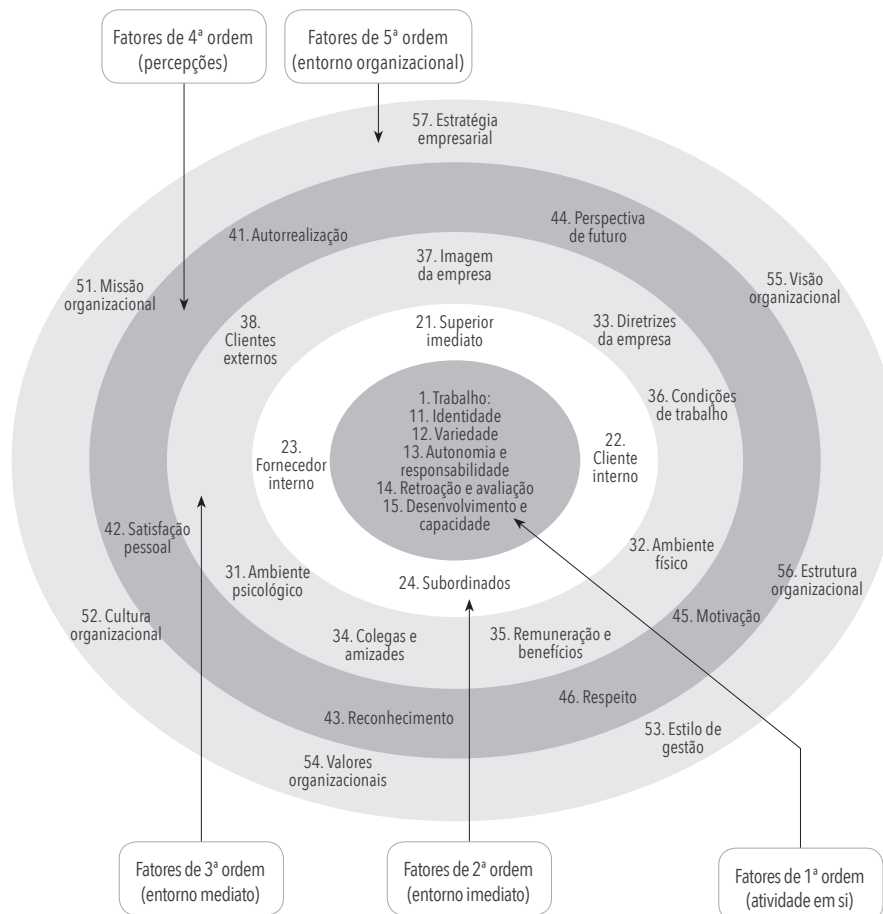 Fatores de 4ª ordem
(percepções)
Fatores de 5ª ordem
(entorno organizacional)
57. Estratégia
empresarial
41. Autorrealização
44. Perspectiva
de futuro
37. Imagem
da empresa
51. Missão
organizacional
55. Visão
organizacional
38.
Clientes
externos
21. Superior
imediato
33. Diretrizes
da empresa
36. Condições
de trabalho
1. Trabalho:
11. Identidade
12. Variedade
13. Autonomia e
responsabilidade
14. Retroação e avaliação
15. Desenvolvimento e
capacidade
23.
Fornecedor
interno
22.
Cliente
interno
42. Satisfação
pessoal
31. Ambiente
psicológico
24. Subordinados
32. Ambiente
físico
56. Estrutura
organizacional
52. Cultura
organizacional
34. Colegas e
amizades
35. Remuneração e
benefícios
45. Motivação
43. Reconhecimento
46. Respeito
53. Estilo de
gestão
54. Valores
organizacionais
Fatores de 3ª ordem
(entorno mediato)
Fatores de 2ª ordem
(entorno imediato)
Fatores de 1ª ordem
(atividade em si)